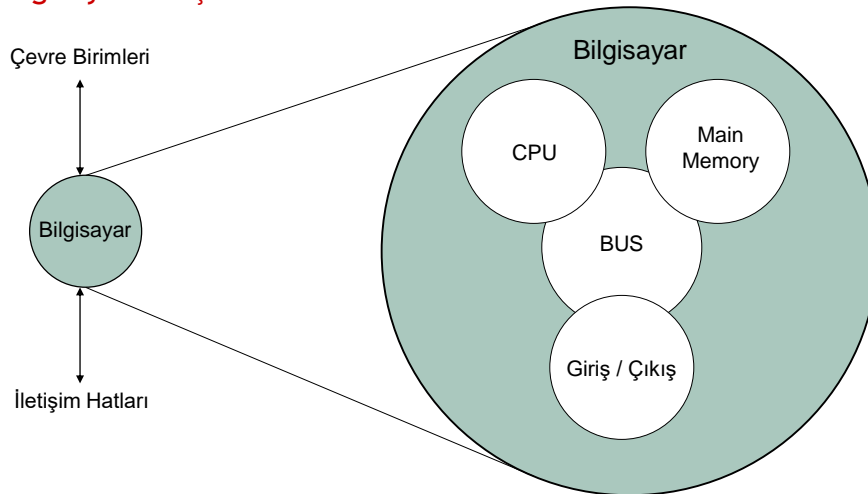 Çevre Birimleri
Bilgisayar
İletişim Hatları
Bilgisayar
CPU
Main
Memory
BUS
Giriş / Çıkış